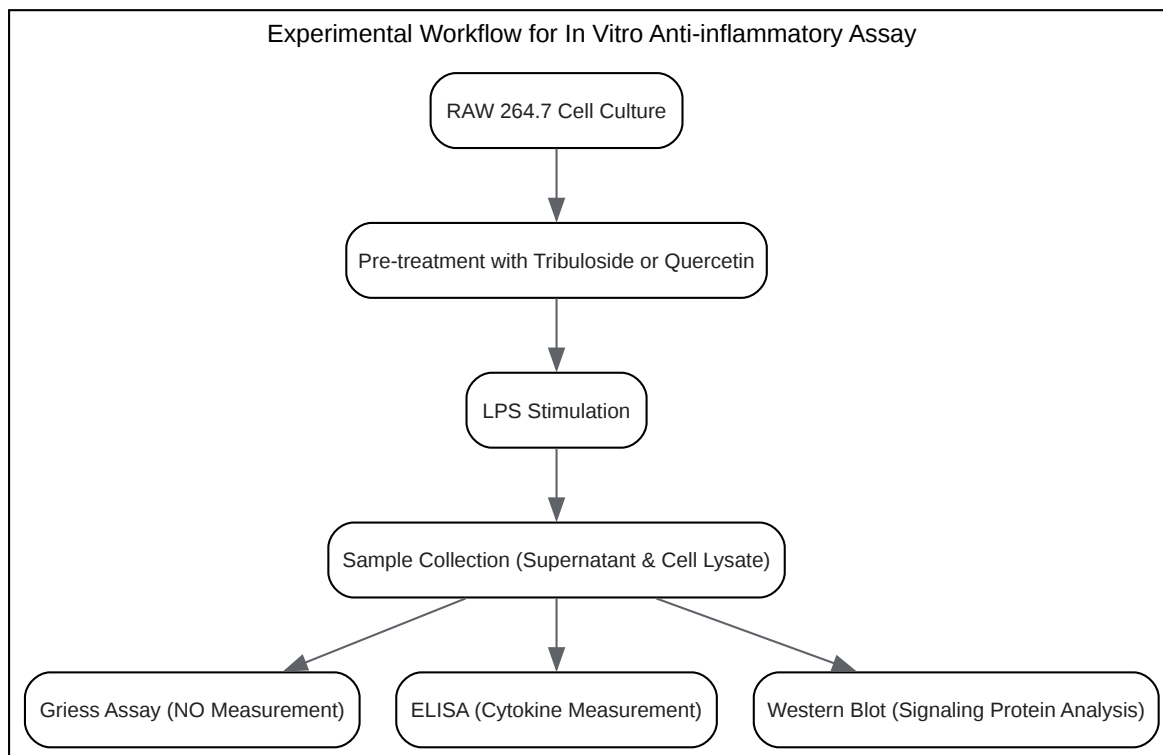 Experimental Workflow for In Vitro Anti-inflammatory Assay
RAW 264.7 Cell Culture
Pre-treatment with Tribuloside or Quercetin
LPS Stimulation
Sample Collection (Supernatant & Cell Lysate)
Griess Assay (NO Measurement)
ELISA (Cytokine Measurement)
Western Blot (Signaling Protein Analysis)